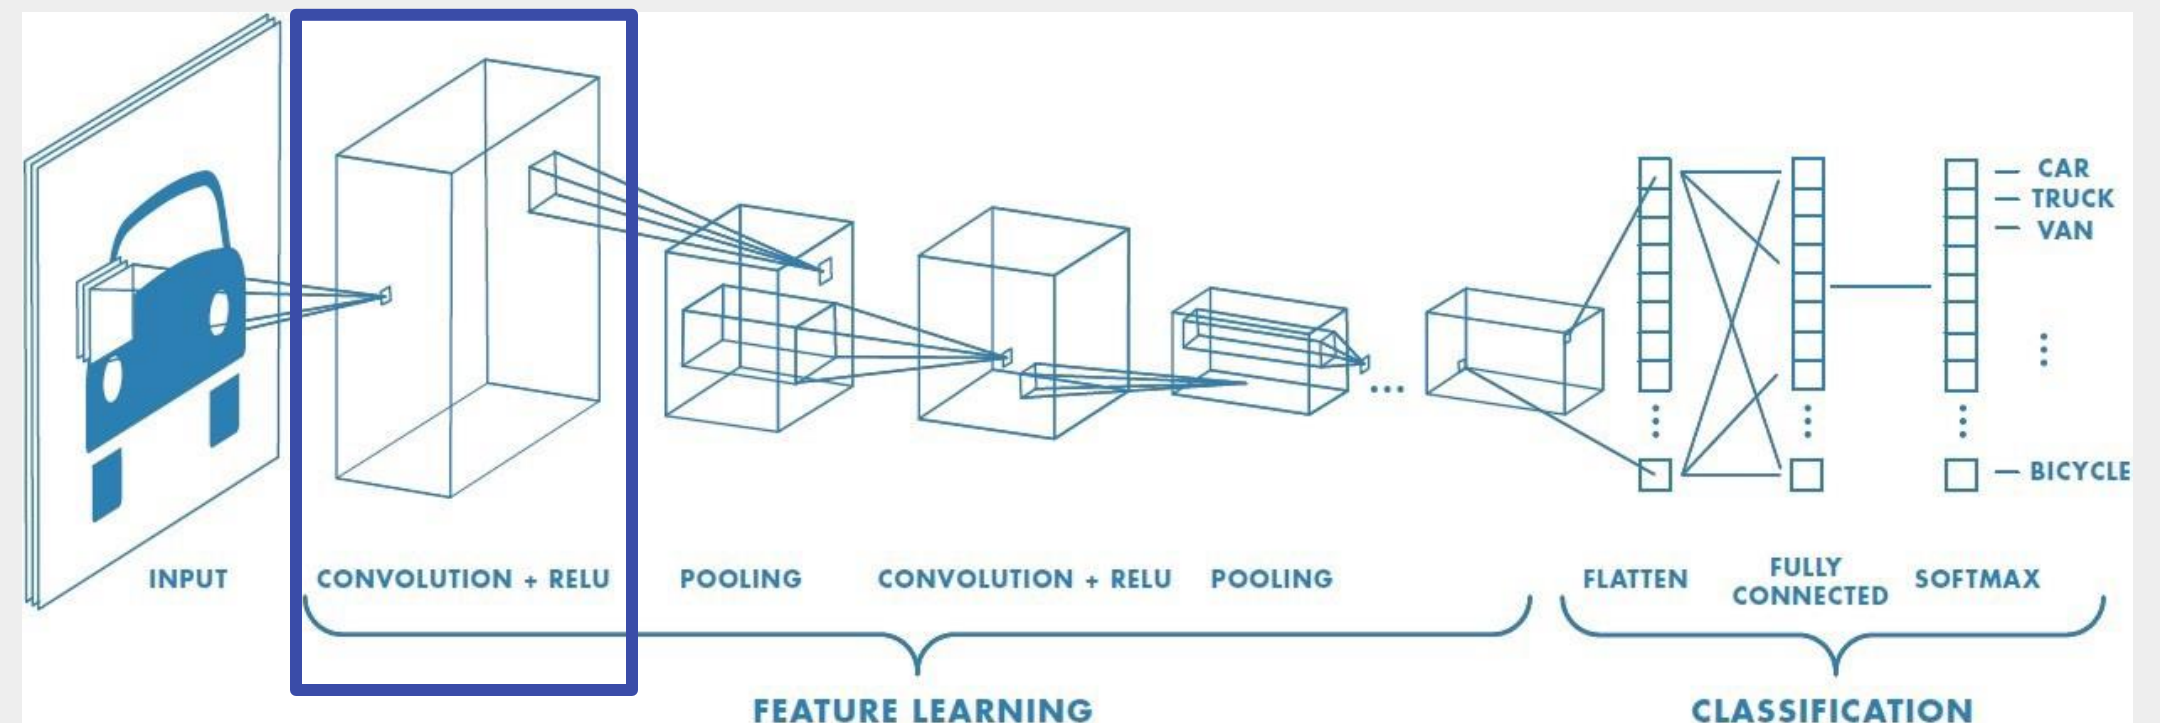 CAR
TRUCK
VAN
BICYCLE
INPUT
CONVOLUTION + RELU
POOLING
CONVOLUTION + RELU
POOLING
FLATTEN
FULLY
CONNECTED
SOFTMAX
FEATURE LEARNING
CLASSIFICATION